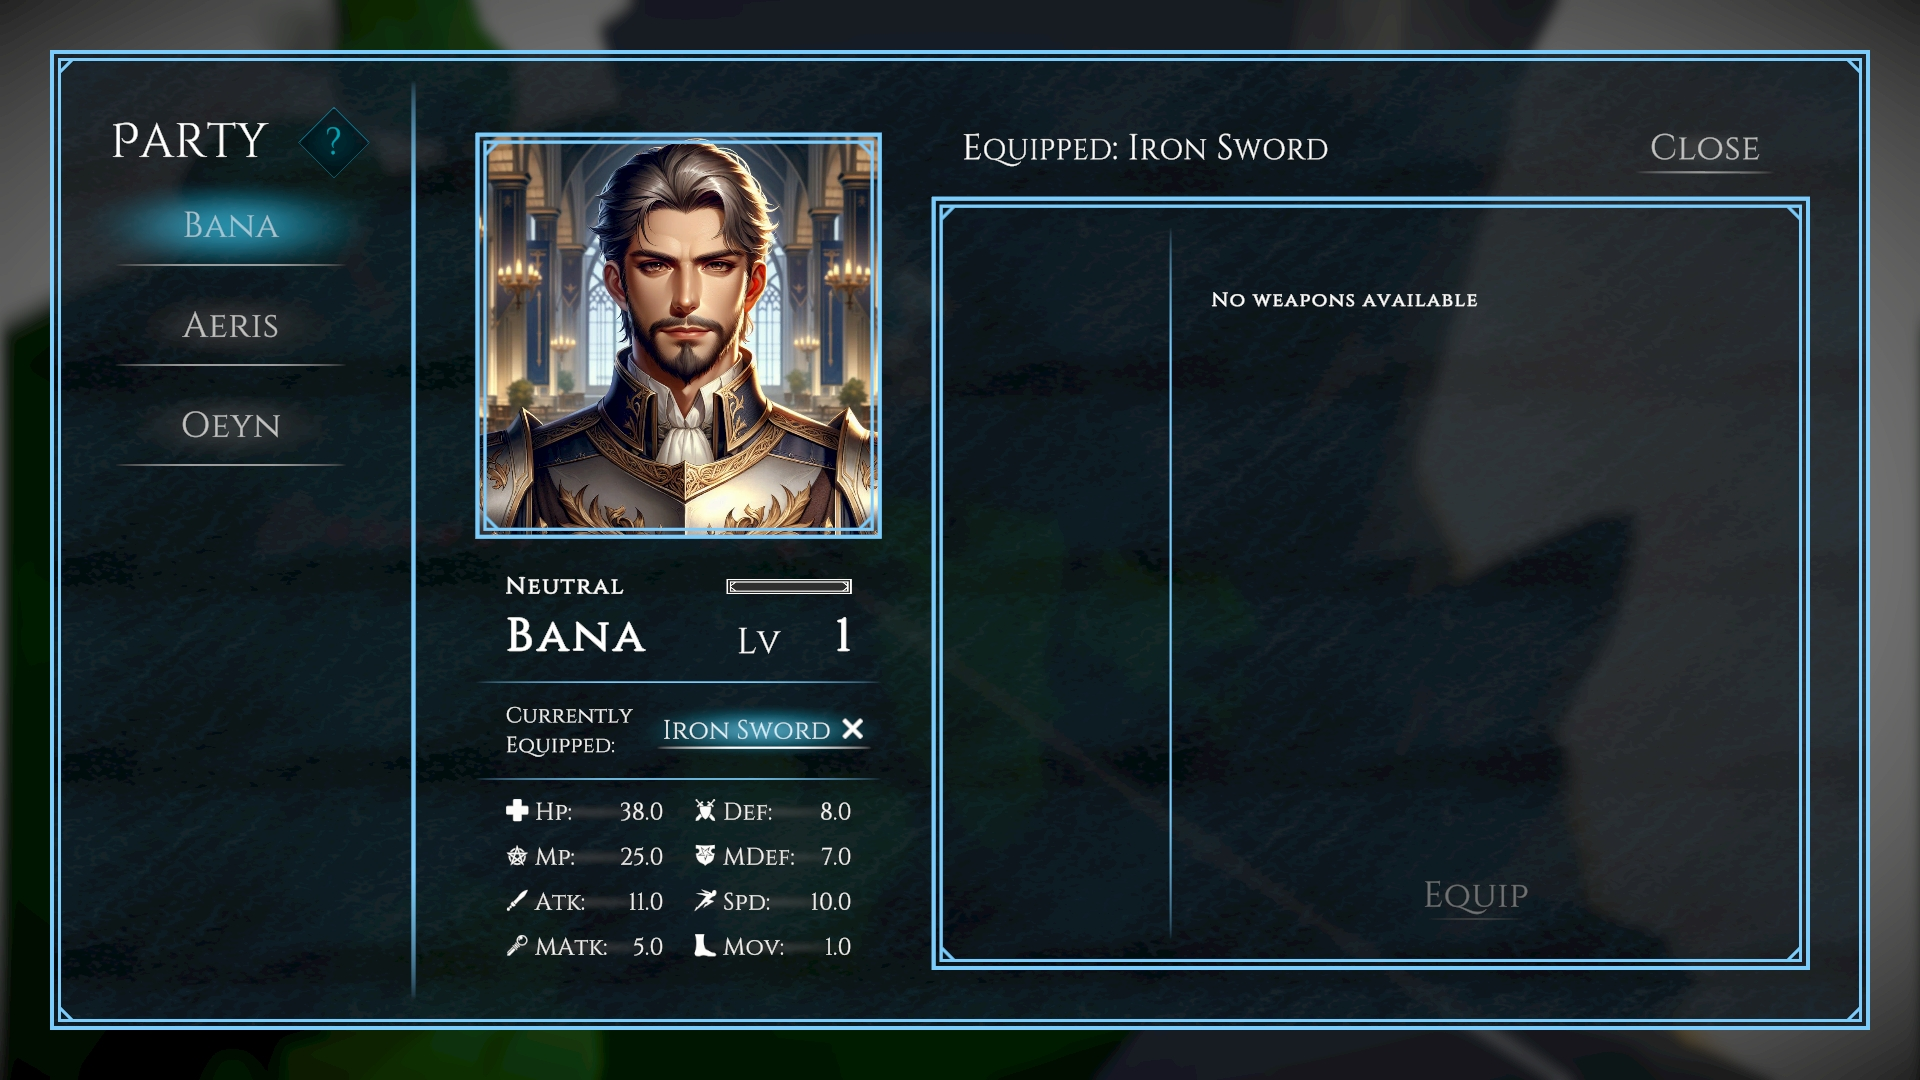 Party ?
Bana
Aeris
Oeyn
Neutral
Bana Lv 1
Currently
Equipped:
Iron Sword
Hp: 38.0 Def: 8.0
Mp: 25.0 MDef: 7.0
Atk: 11.0 Spd: 10.0
MAtk: 5.0 Mov: 1.0
Equipped: Iron Sword
Close
No weapons available
Equip